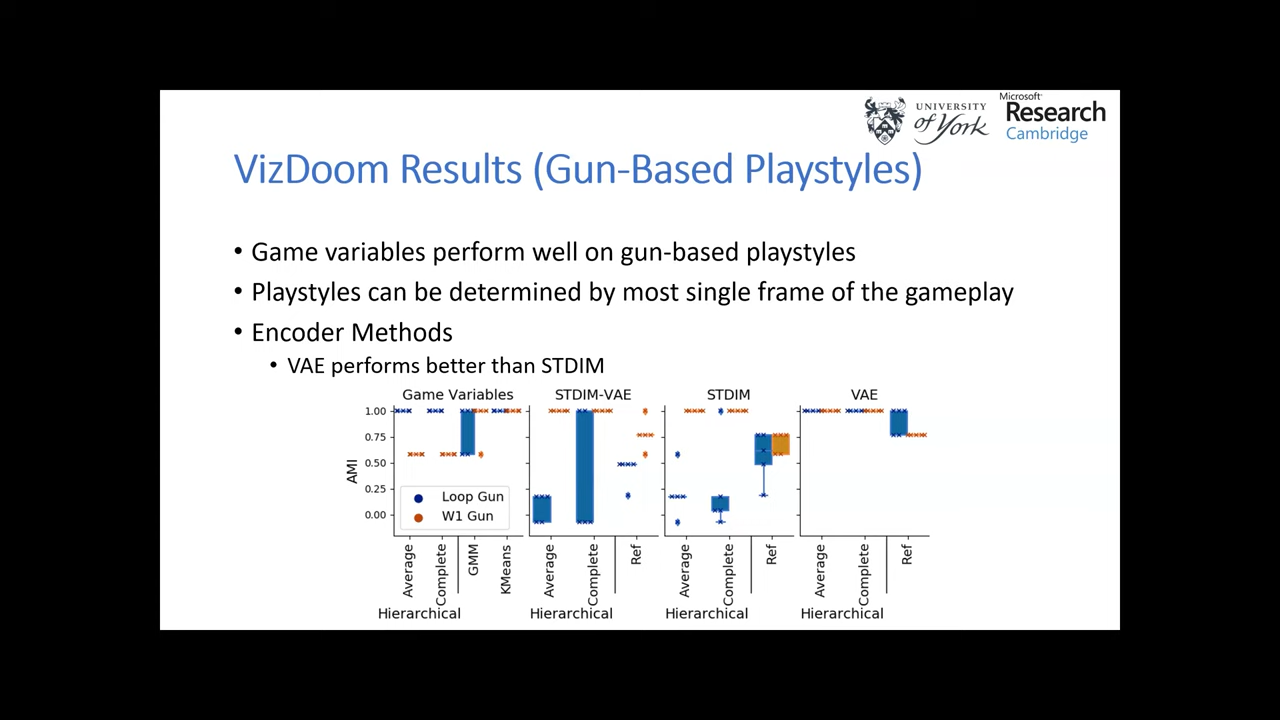 UNIVERSITY
of York
Microsoft
Research
Cambridge
VizDoom Results (Gun-Based Playstyles)
• Game variables perform well on gun-based playstyles
• Playstyles can be determined by most single frame of the gameplay
• Encoder Methods
• VAE performs better than STDIM
Game Variables
STDIM-VAE
STDIM
VAE
AMI
1.00
0.75
0.50
0.25
0.00
Loop Gun
W1 Gun
Average
Complete
GMM
KMeans
Hierarchical
Average
Complete
Ref
Hierarchical
Average
Complete
Ref
Hierarchical
Average
Complete
Ref
Hierarchical